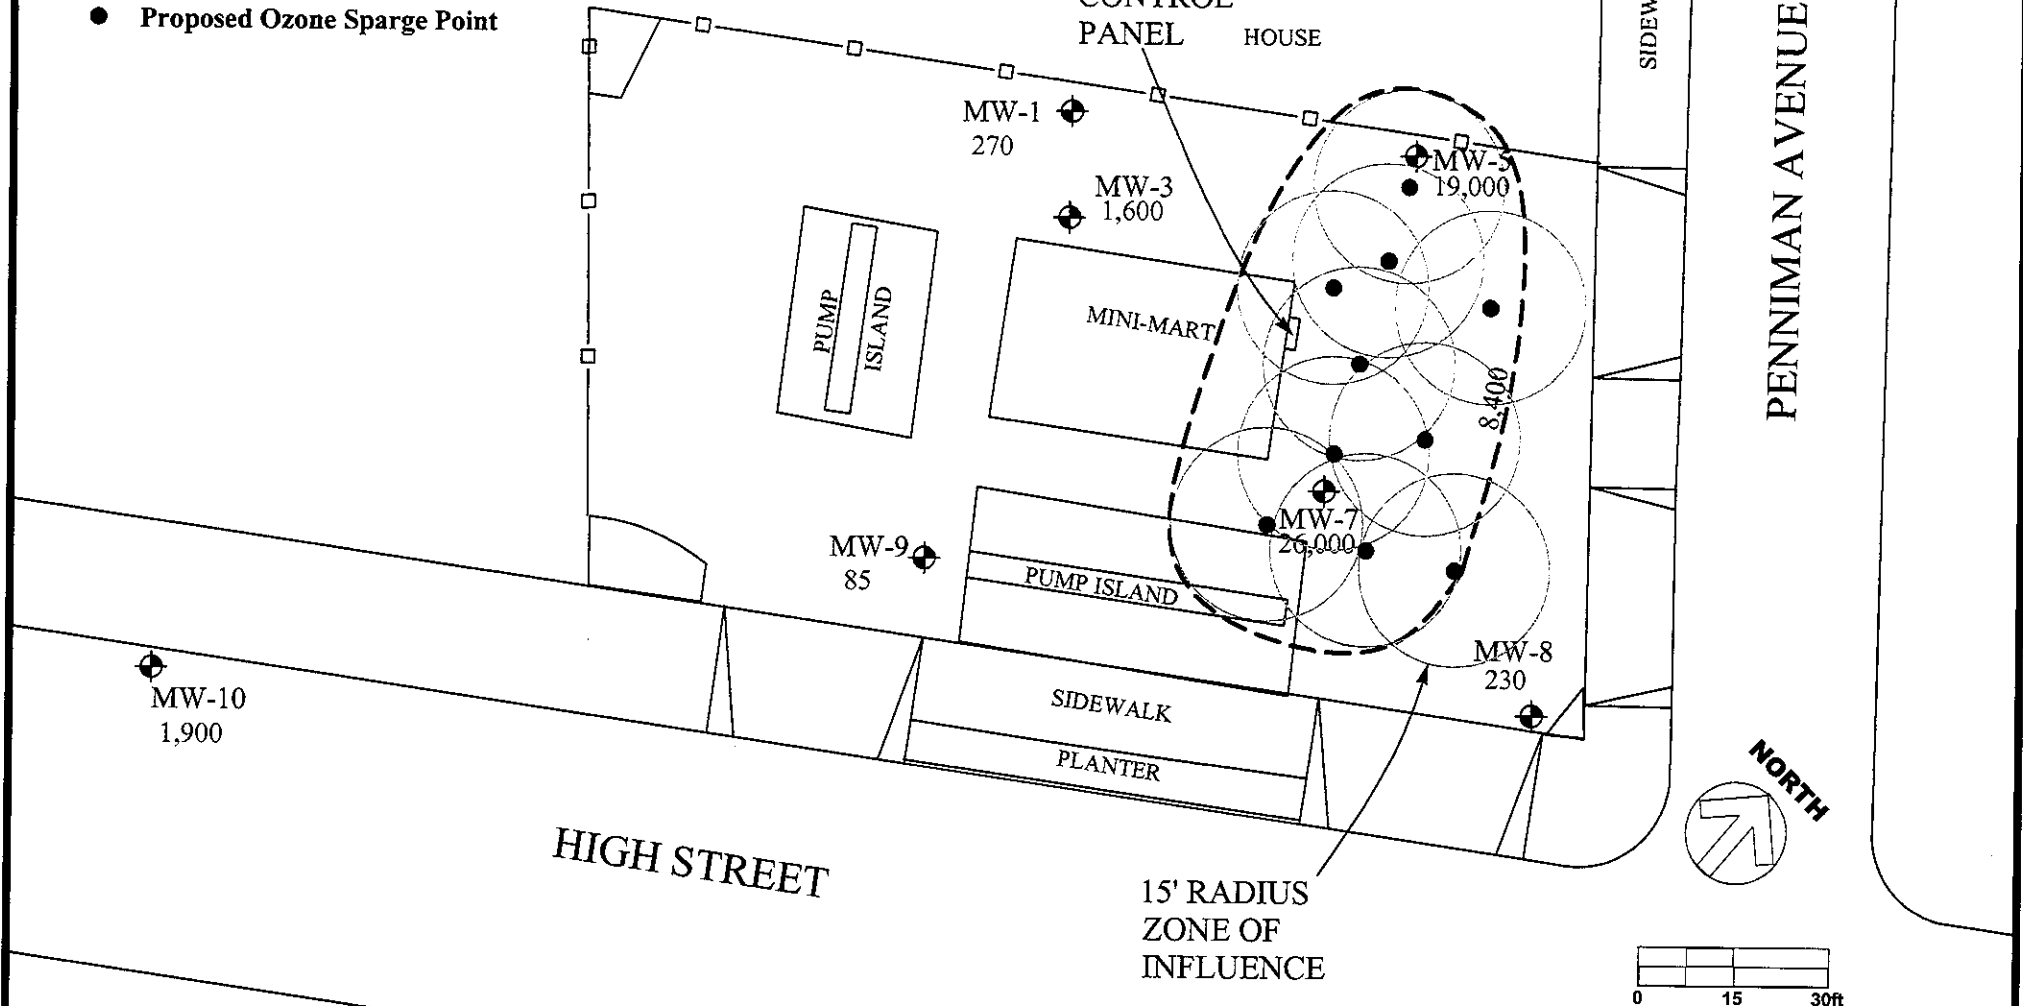 Proposed Ozone Sparge Point
CONTROL
PANEL
HOUSE
SIDEW
PENNIMAN AVENUE
MW-1
270
MW-5
19,000
MW-3
1,600
PUMP
ISLAND
MINI-MART
8,400
MW-7
26,000
MW-9
85
PUMP ISLAND
MW-8
230
MW-10
1,900
SIDEWALK
PLANTER
NORTH
HIGH STREET
15' RADIUS
ZONE OF
INFLUENCE
0 15 30ft